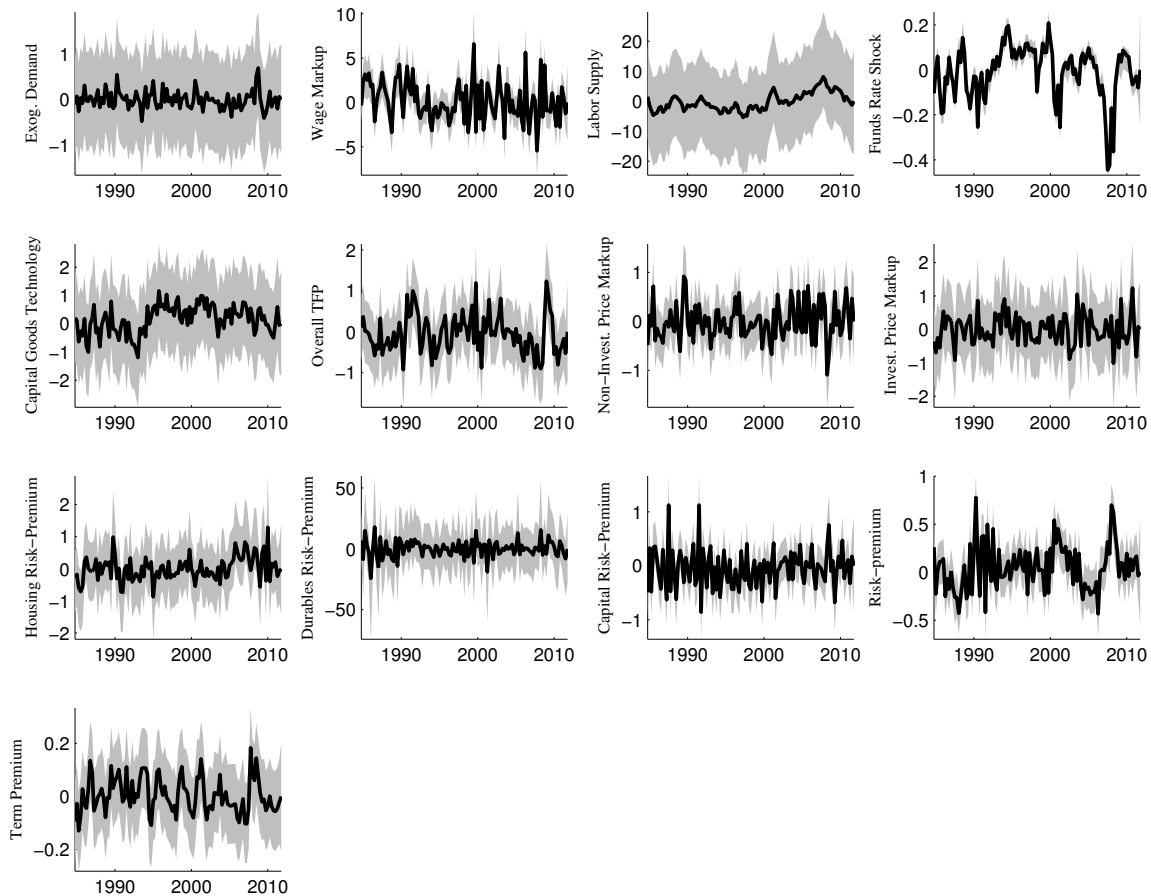 Exog. Demand
1
0
−1
1990 2000 2010
Wage Markup
10
5
0
−5
1990 2000 2010
Labor Supply
20
10
0
−10
−20
1990 2000 2010
Funds Rate Shock
0.2
0
−0.2
−0.4
1990 2000 2010
Capital Goods Technology
2
1
0
−1
−2
1990 2000 2010
Overall TFP
2
1
0
−1
1990 2000 2010
Non−Invest. Price Markup
1
0
−1
1990 2000 2010
Invest. Price Markup
2
1
0
−1
−2
1990 2000 2010
Housing Risk−Premium
2
1
0
−1
−2
1990 2000 2010
Durables Risk−Premium
50
0
−50
1990 2000 2010
Capital Risk−Premium
1
0
−1
1990 2000 2010
Risk−premium
1
0.5
0
−0.5
1990 2000 2010
Term Premium
0.2
0
−0.2
1990 2000 2010